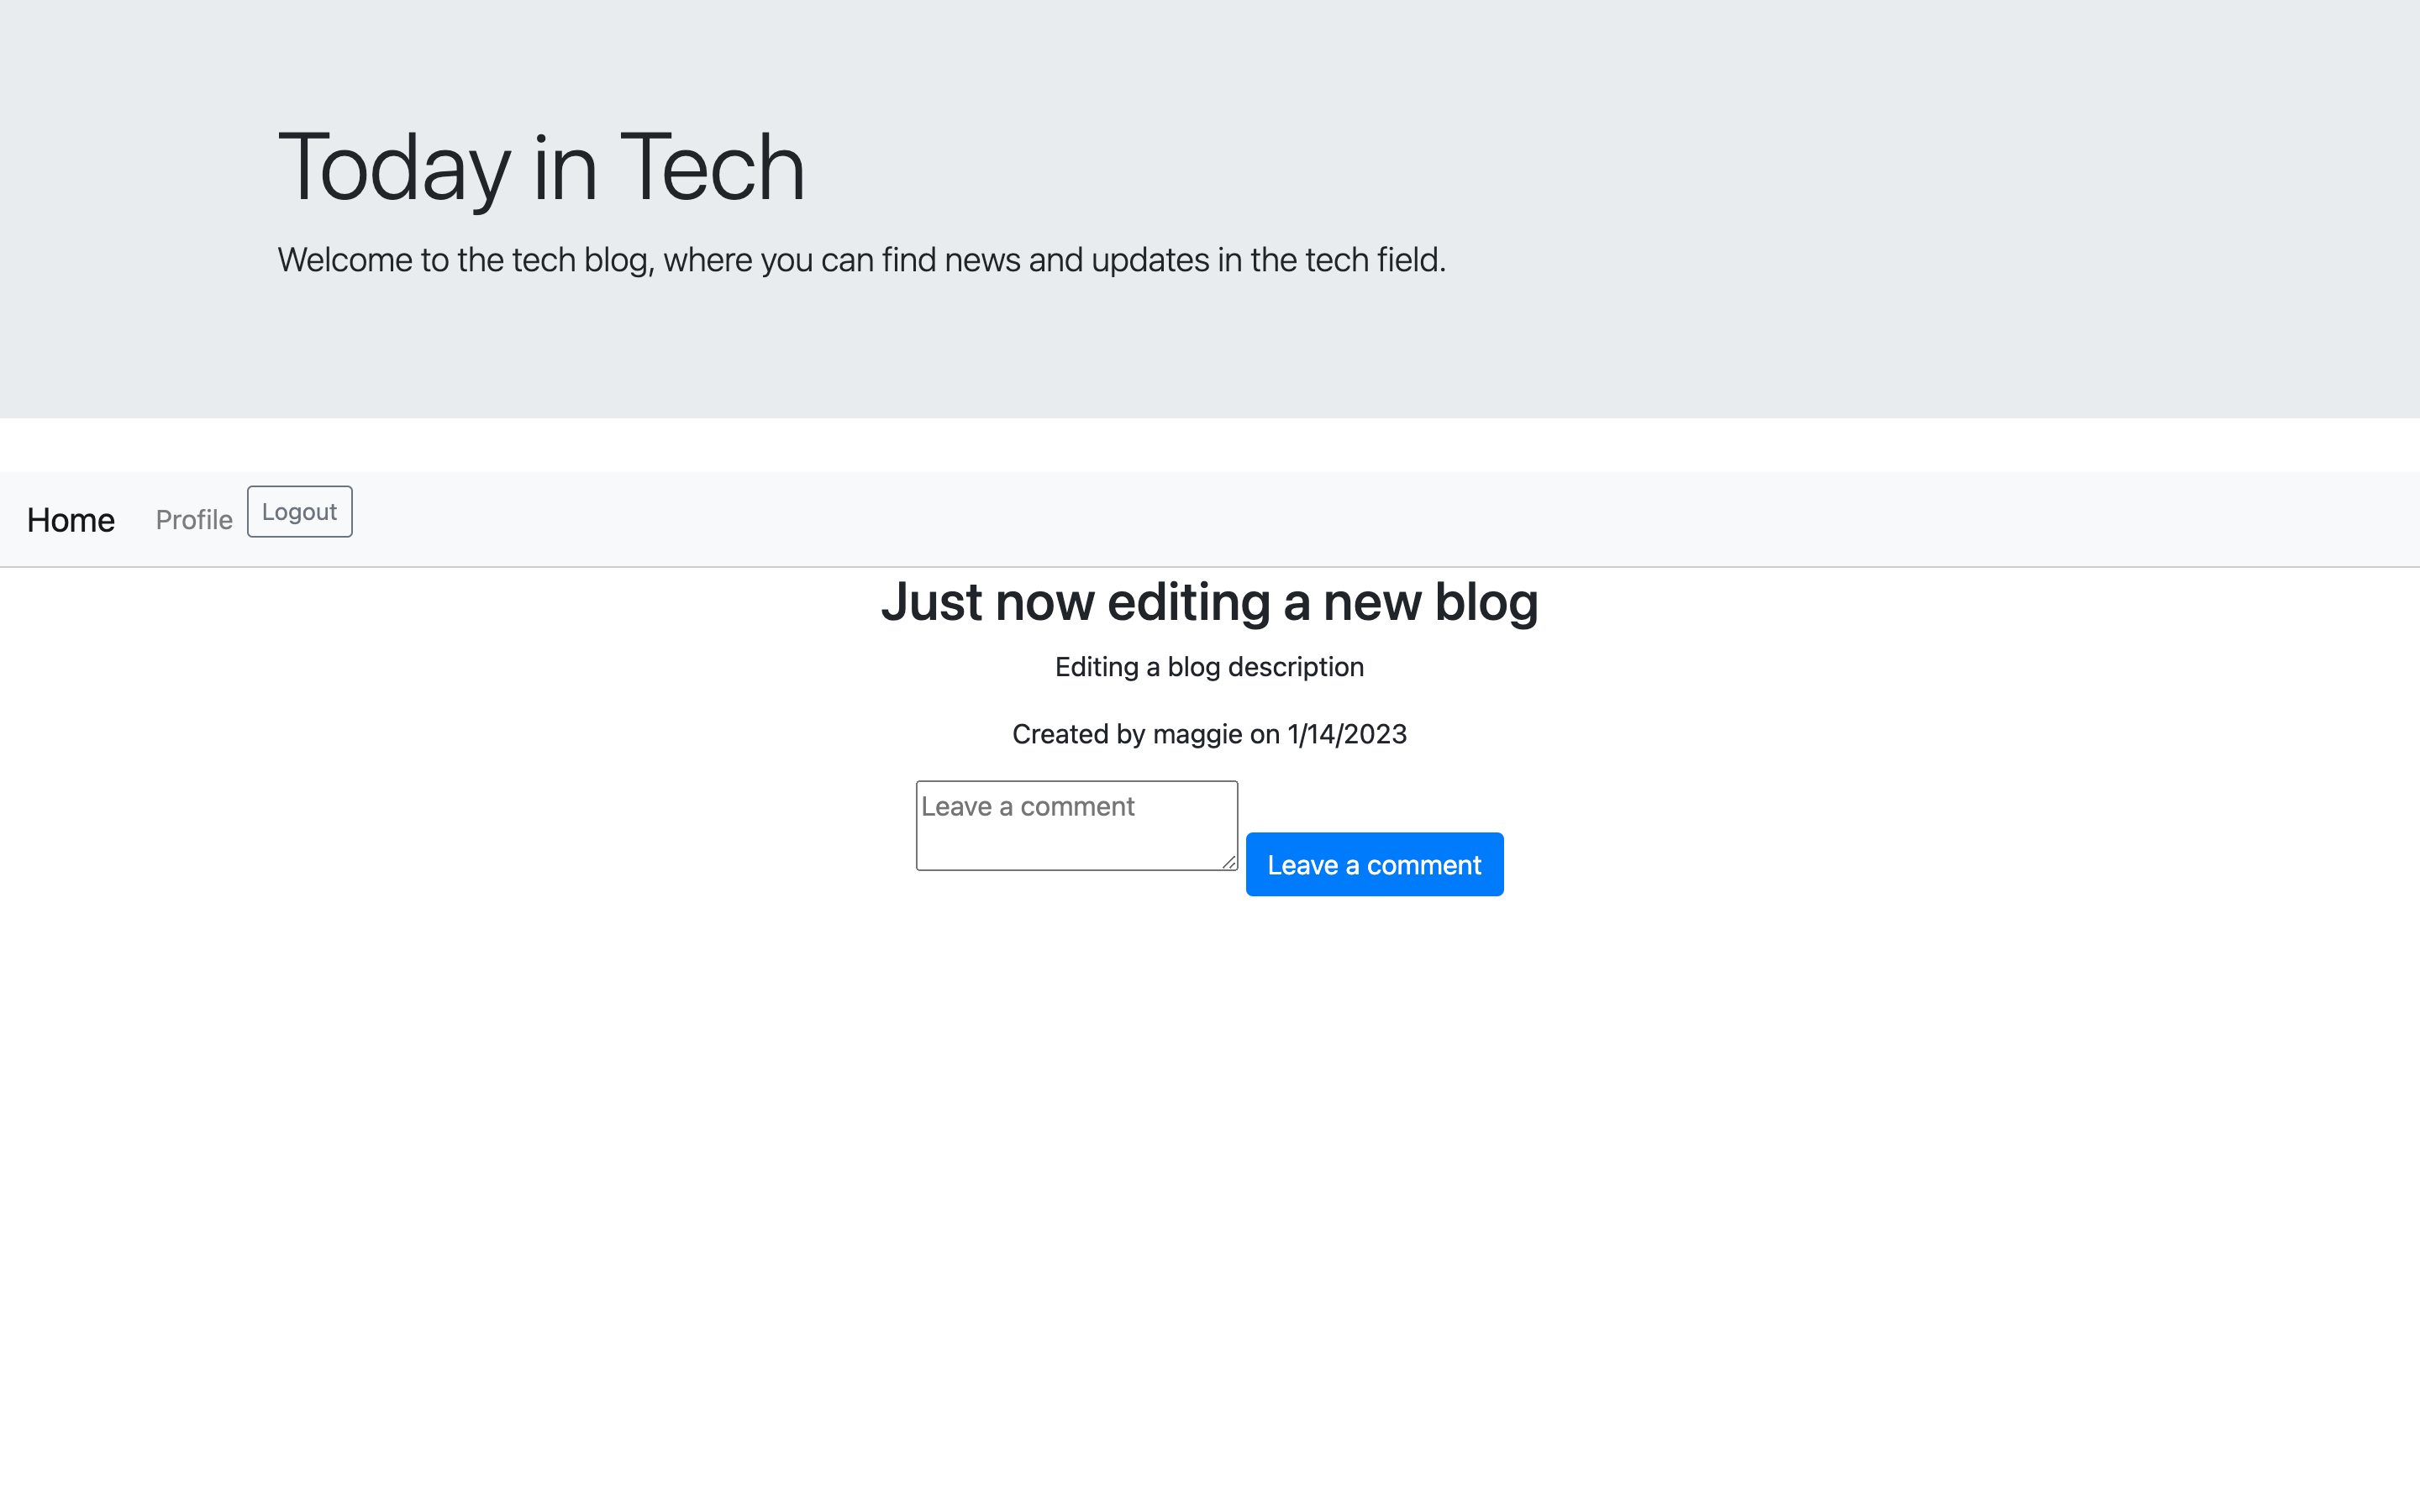 Today in Tech
Welcome to the tech blog, where you can find news and updates in the tech field.
Home Profile Logout
Just now editing a new blog
Editing a blog description
Created by maggie on 1/14/2023
Leave a comment
Leave a comment